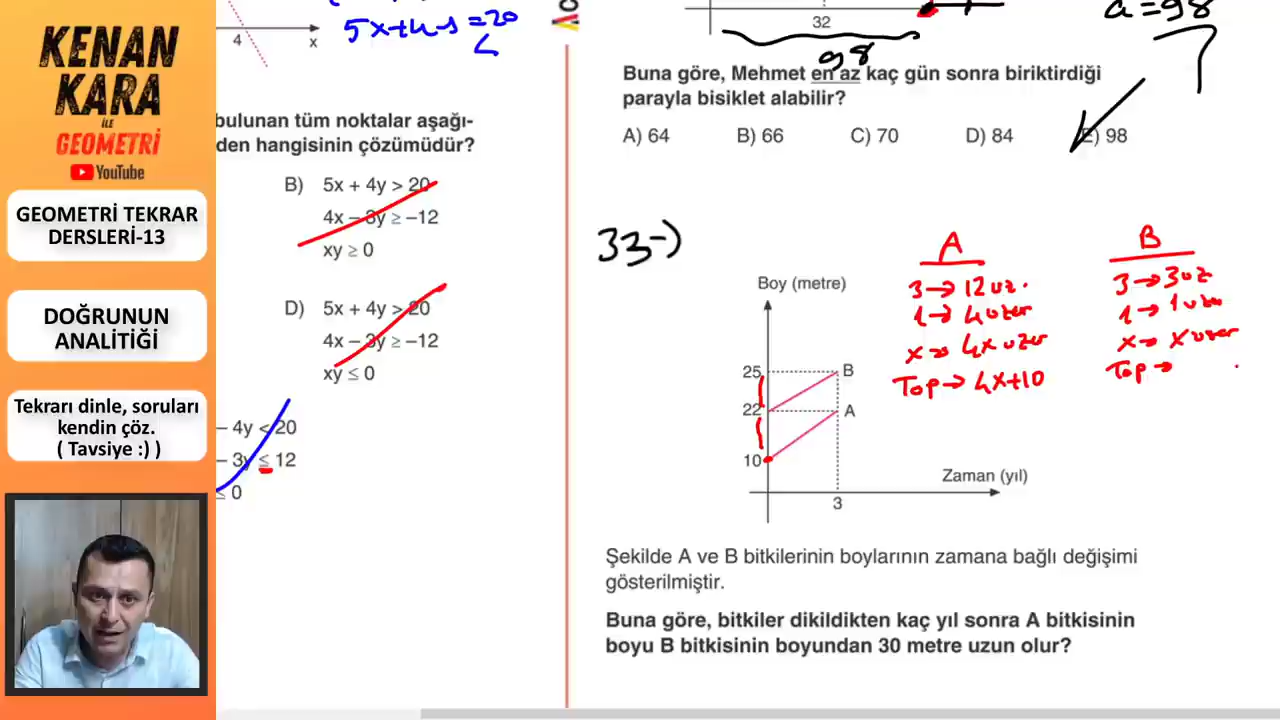 KENAN
KARA
İLE
GEOMETRİ
YouTube
GEOMETRİ TEKRAR
DERSLERİ-13
DOĞRUNUN
ANALİTİĞİ
Tekrarı dinle, soruları
kendin çöz.
( Tavsiye :) )
4
x
5x+4y=20
<
bulunan tüm noktalar aşağı-
den hangisinin çözümüdür?
B) 5x + 4y > 20
4x – 3y ≥ –12
xy ≥ 0
D) 5x + 4y > 20
4x – 3y ≥ –12
xy ≤ 0
– 4y < 20
– 3y ≤ 12
≤ 0
32
98
a=98
Buna göre, Mehmet en az kaç gün sonra biriktirdiği
parayla bisiklet alabilir?
A) 64 B) 66 C) 70 D) 84 E) 98
33-)
Boy (metre)
25
22
10
B
A
3
Zaman (yıl)
A
3→12 uz.
1→4 uzar
x→4x uzar
Top→4x+10
B
3→3 uz
1→1 uzar
x→x uzar
Top→
Şekilde A ve B bitkilerinin boylarının zamana bağlı değişimi
gösterilmiştir.
Buna göre, bitkiler dikildikten kaç yıl sonra A bitkisinin
boyu B bitkisinin boyundan 30 metre uzun olur?